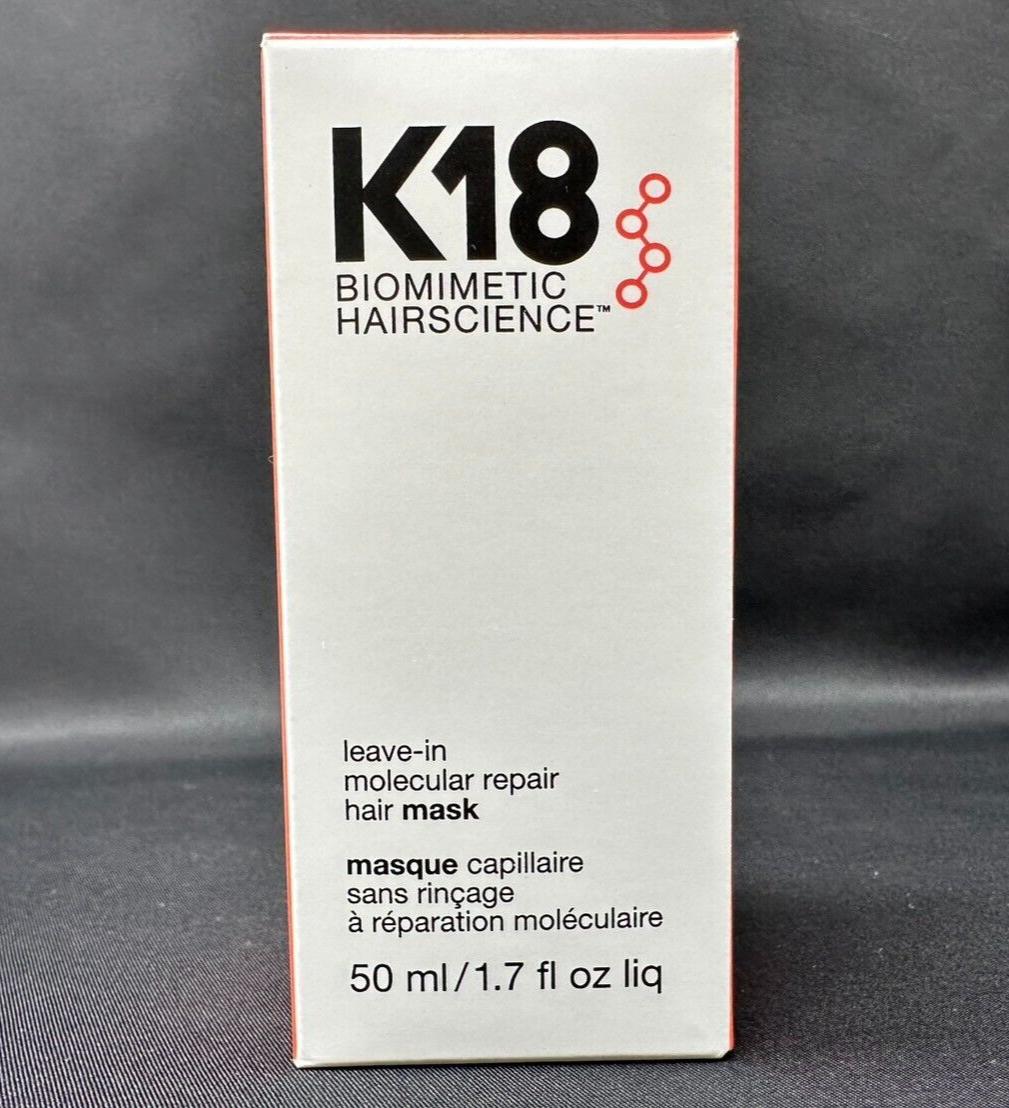 K18
BIOMIMETIC
HAIRSCIENCE™
leave-in
molecular repair
hair mask
masque capillaire
sans rinçage
à réparation moléculaire
50 ml/1.7 fl oz liq